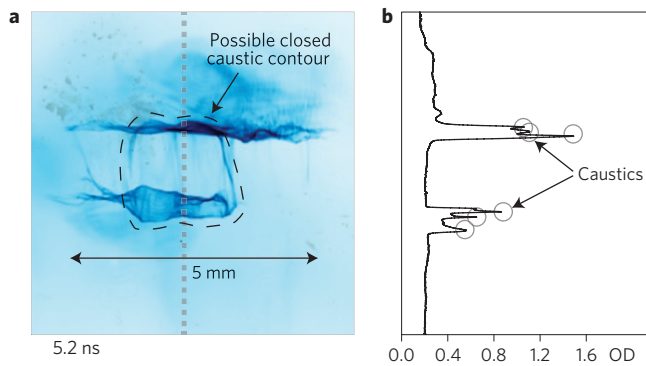 a
Possible closed
caustic contour
5 mm
5.2 ns
b
Caustics
0.0 0.4 0.8 1.2 1.6 OD